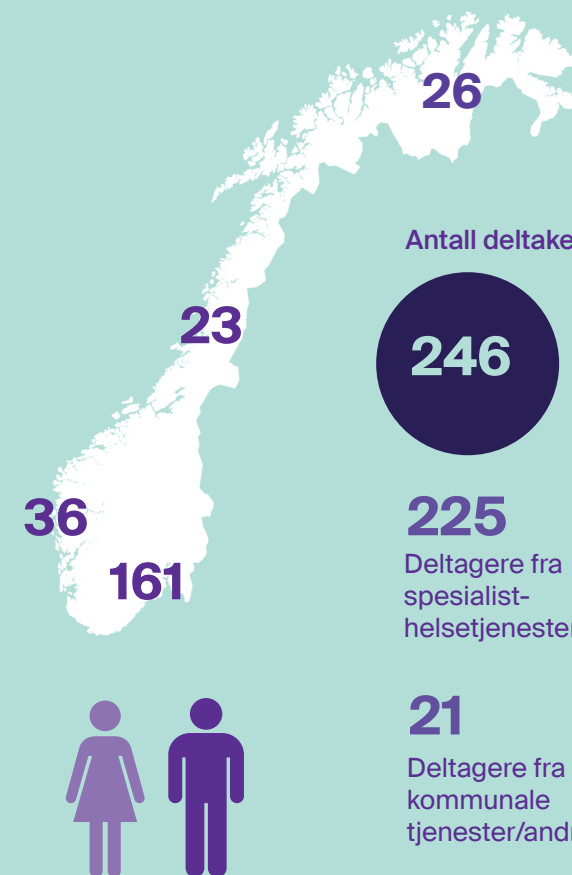 26
23
36
161
Antall deltake
246
225
Deltagere fra
spesialist-
helsetjenester
21
Deltagere fra
kommunale
tjenester/andr